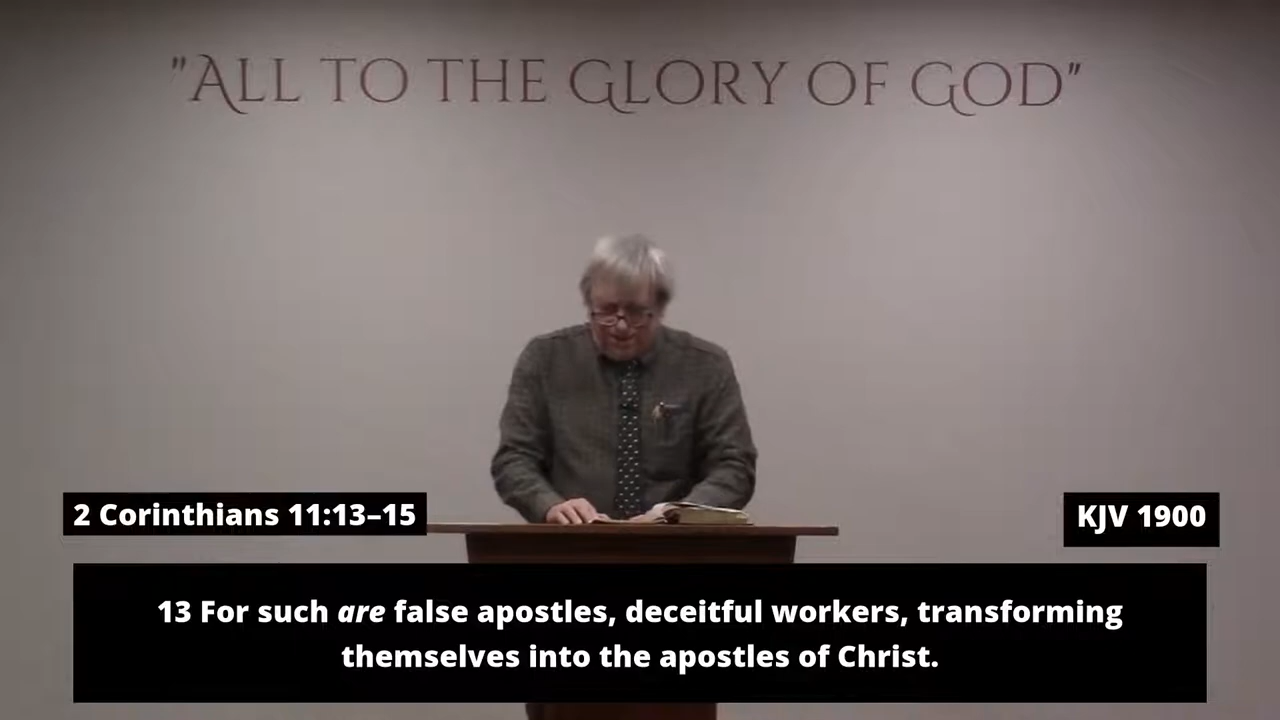 "ALL TO THE GLORY OF GOD"
2 Corinthians 11:13–15
KJV 1900
13 For such are false apostles, deceitful workers, transforming
themselves into the apostles of Christ.